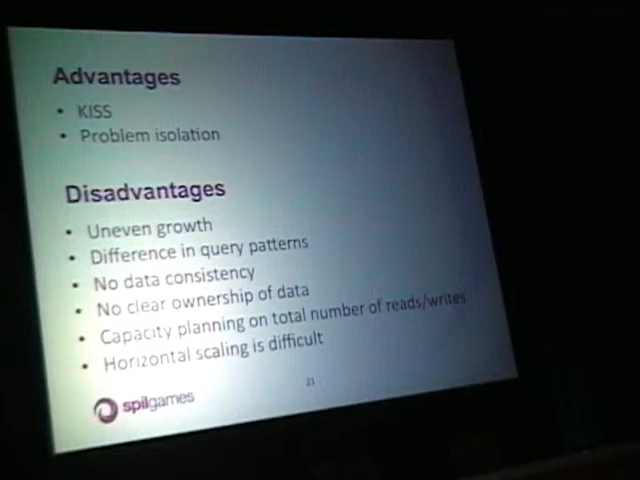 Advantages
• KISS
• Problem isolation
Disadvantages
• Uneven growth
• Difference in query patterns
• No data consistency
• No clear ownership of data
• Capacity planning on total number of reads/writes
• Horizontal scaling is difficult
spilgames
21